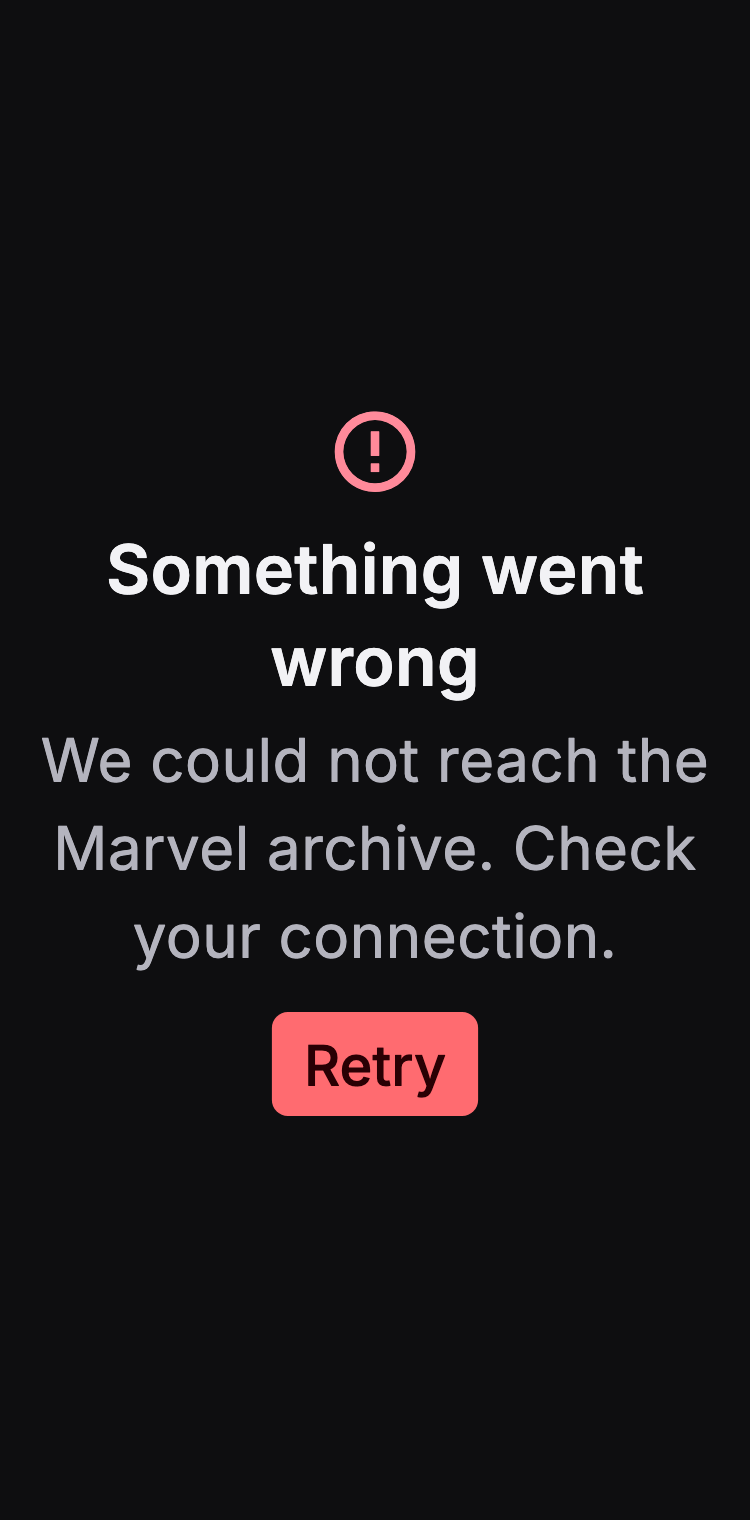 Something went
wrong
We could not reach the
Marvel archive. Check
your connection.
Retry